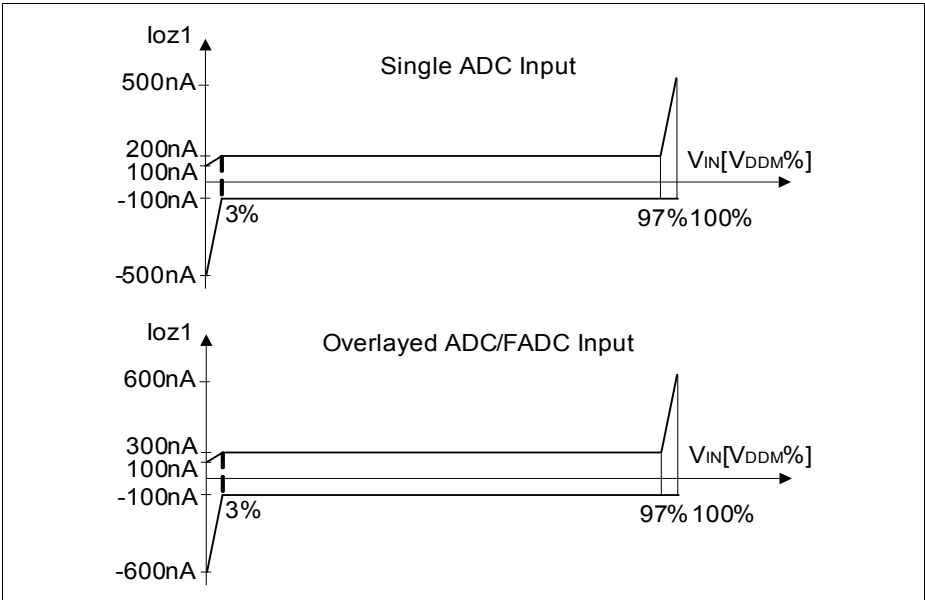 Ioz1
Single ADC Input
500nA
200nA
VIN[VDDM%]
100nA
-100nA
3%
97% 100%
-500nA
Ioz1
Overlayed ADC/FADC Input
600nA
300nA
VIN[VDDM%]
100nA
-100nA
3%
97% 100%
-600nA